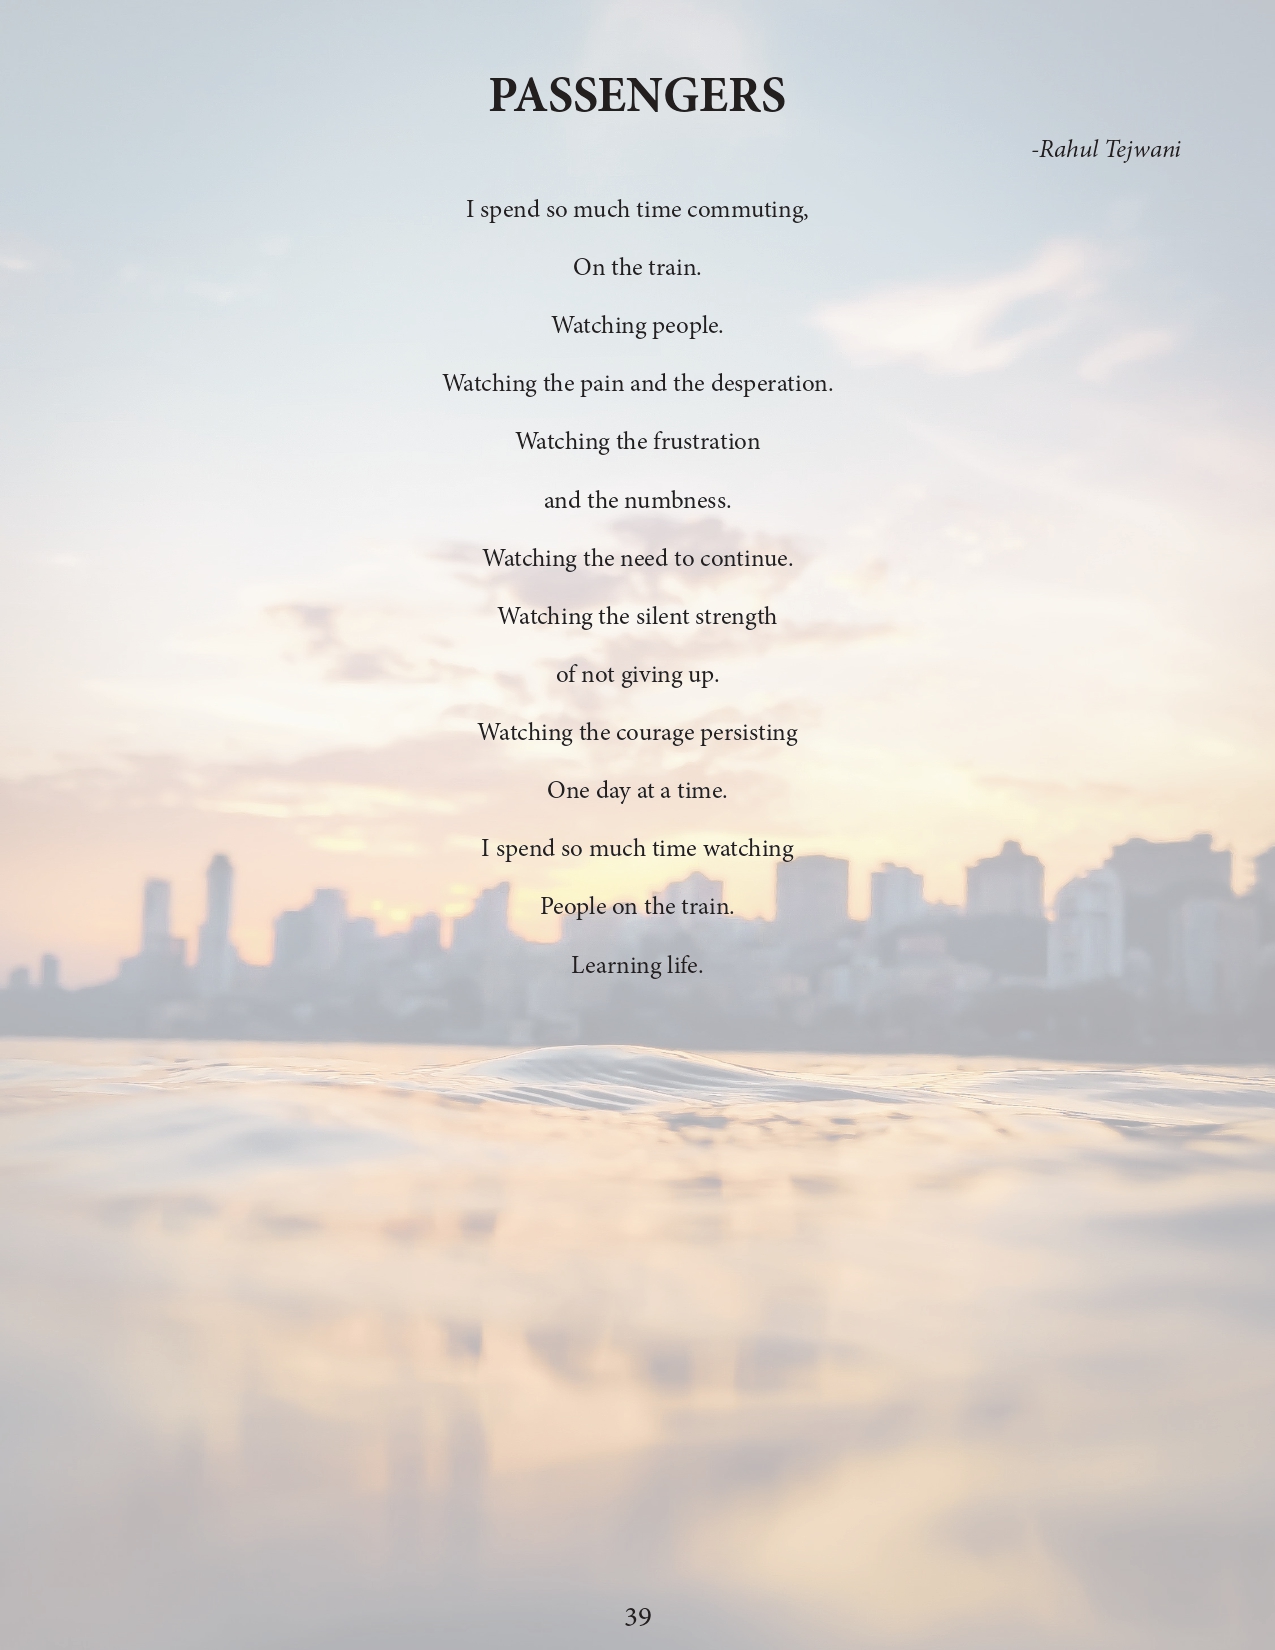 PASSENGERS
-Rahul Tejwani
I spend so much time commuting,
On the train.
Watching people.
Watching the pain and the desperation.
Watching the frustration
and the numbness.
Watching the need to continue.
Watching the silent strength
of not giving up.
Watching the courage persisting
One day at a time.
I spend so much time watching
People on the train.
Learning life.
39